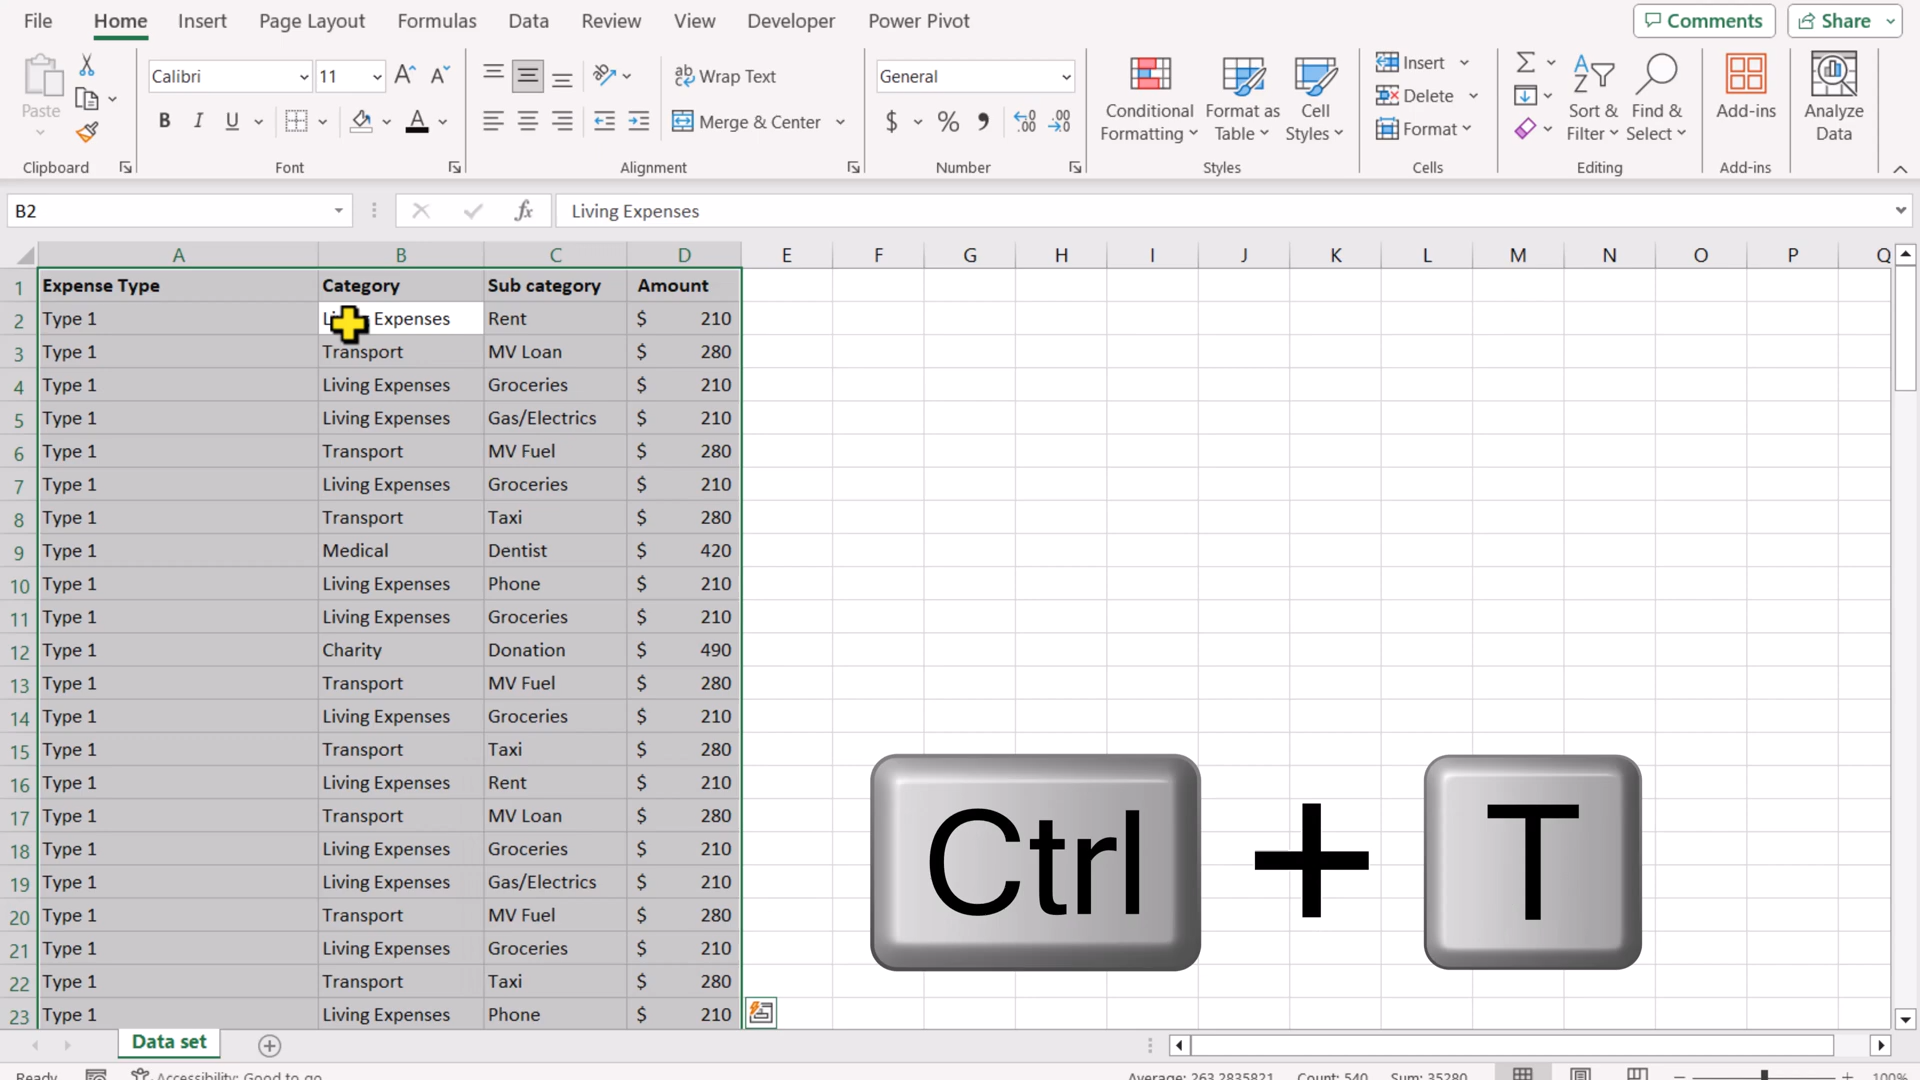 File Home Insert Page Layout Formulas Data Review View Developer Power Pivot Comments Share
Paste Calibri 11 Wrap Text General Insert
B I U Merge & Center $ % Conditional Formatting Format as Table Cell Styles Delete Sort & Filter Find & Select Add-ins Analyze Data
Format
Clipboard Font Alignment Number Styles Cells Editing Add-ins
B2 fx Living Expenses
A B C D E F G H I J K L M N O P Q
1 Expense Type Category Sub category Amount
2 Type 1 Expenses Rent $ 210
3 Type 1 Transport MV Loan $ 280
4 Type 1 Living Expenses Groceries $ 210
5 Type 1 Living Expenses Gas/Electrics $ 210
6 Type 1 Transport MV Fuel $ 280
7 Type 1 Living Expenses Groceries $ 210
8 Type 1 Transport Taxi $ 280
9 Type 1 Medical Dentist $ 420
10 Type 1 Living Expenses Phone $ 210
11 Type 1 Living Expenses Groceries $ 210
12 Type 1 Charity Donation $ 490
13 Type 1 Transport MV Fuel $ 280
14 Type 1 Living Expenses Groceries $ 210
15 Type 1 Transport Taxi $ 280
16 Type 1 Living Expenses Rent $ 210
17 Type 1 Transport MV Loan $ 280
18 Type 1 Living Expenses Groceries $ 210
19 Type 1 Living Expenses Gas/Electrics $ 210
20 Type 1 Transport MV Fuel $ 280
21 Type 1 Living Expenses Groceries $ 210
22 Type 1 Transport Taxi $ 280
23 Type 1 Living Expenses Phone $ 210
Ctrl + T
Data set
Ready Accessibility: Good to go Average: 263.2835821 Count: 540 Sum: 35280 100%